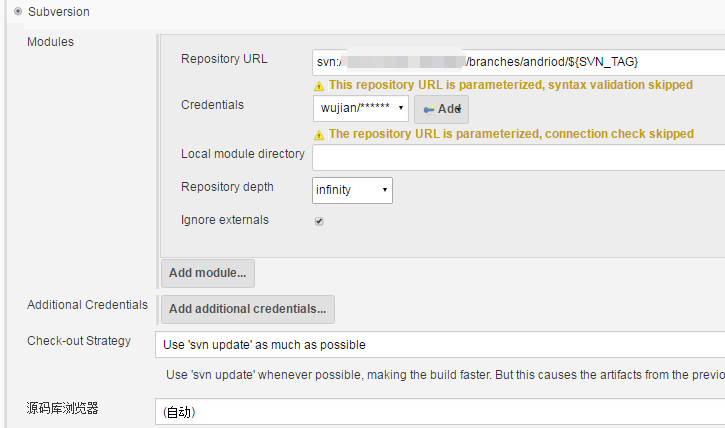 Subversion
Modules
Repository URL
svn:/ /branches/andriod/${SVN_TAG}
This repository URL is parameterized, syntax validation skipped
Credentials
wujian/******
Add
The repository URL is parameterized, connection check skipped
Local module directory
Repository depth
infinity
Ignore externals
Add module...
Additional Credentials
Add additional credentials...
Check-out Strategy
Use 'svn update' as much as possible
Use 'svn update' whenever possible, making the build faster. But this causes the artifacts from the previo
源码库浏览器
(自动)